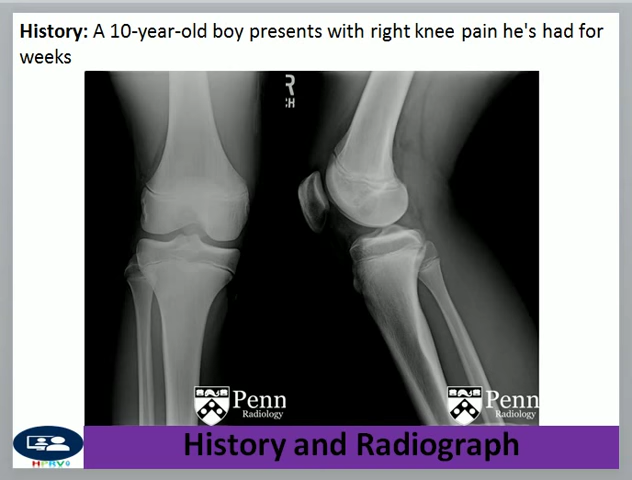 History: A 10-year-old boy presents with right knee pain he's had for
weeks
R
:H
Penn
Radiology
Penn
Radiology
HPRV
History and Radiograph